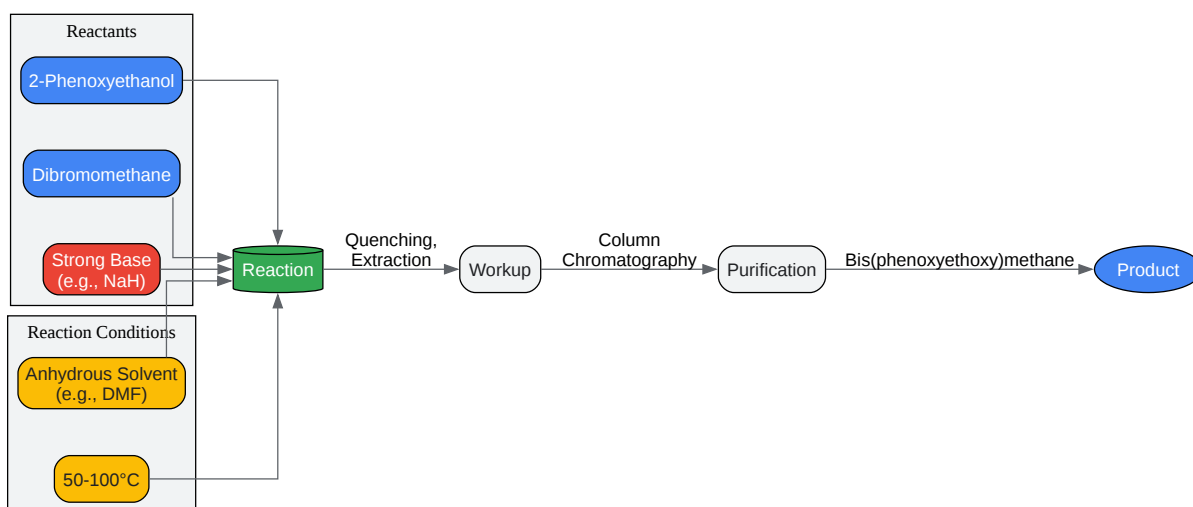 Reactants
2-Phenoxyethanol
Dibromomethane
Strong Base
(e.g., NaH)
Reaction Conditions
Anhydrous Solvent
(e.g., DMF)
50-100°C
Reaction
Quenching,
Extraction
Workup
Column
Chromatography
Purification
Bis(phenoxyethoxy)methane
Product